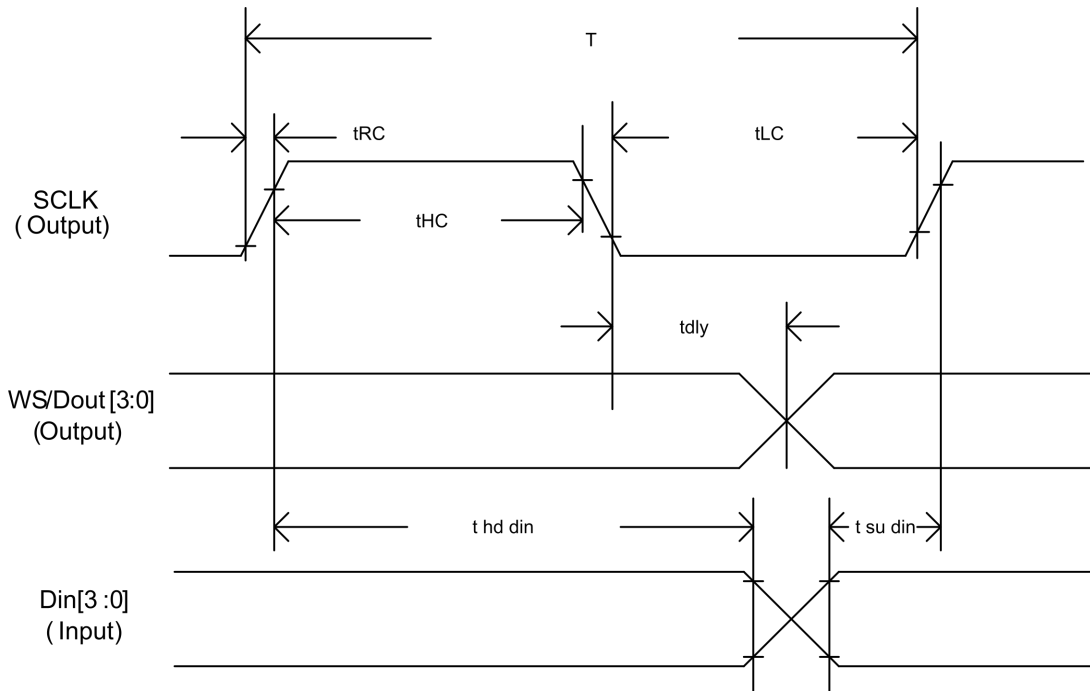 T
tRC
tLC
SCLK
( Output)
tHC
tdly
WS/Dout [3:0]
(Output)
t hd din
t su din
Din[3 :0]
( Input)